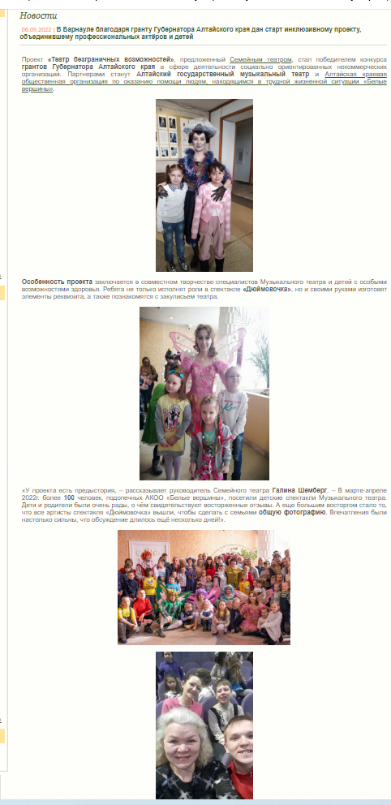 Новости
06.05.2022 | В Барнауле благодаря гранту Губернатора Алтайского края дан старт инклюзивному проекту,
объединившему профессиональных актёров и детей
Проект «Театр безграничных возможностей», предложенный Семейным театром, стал победителем конкурса
грантов Губернатора Алтайского края в сфере деятельности социально ориентированных некоммерческих
организаций. Партнерами станут Алтайский государственный музыкальный театр и Алтайская краевая
общественная организация по оказанию помощи людям, находящимся в трудной жизненной ситуации «Белые
вершины».
Особенность проекта заключается в совместном творчестве специалистов Музыкального театра и детей с особыми
возможностями здоровья. Ребята не только исполнят роли в спектакле «Дюймовочка», но и своими руками изготовят
элементы реквизита, а также познакомятся с закулисьем театра.
«У проекта есть предыстория, – рассказывает руководитель Семейного театра Галина Шемберг. – В марте-апреле
2022г. более 100 человек, подопечных АКОО «Белые вершины», посетили детские спектакли Музыкального театра.
Дети и родители были очень рады, о чём свидетельствуют восторженные отзывы. А еще большим восторгом стало то,
что все артисты спектакля «Дюймовочка» вышли, чтобы сделать с семьями общую фотографию. Впечатления были
настолько сильны, что обсуждение длилось ещё несколько дней!».